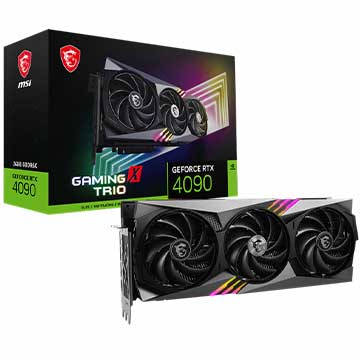 msi
GAMING X
TRIO
GEFORCE RTX
4090
GEFORCE RTX
4090